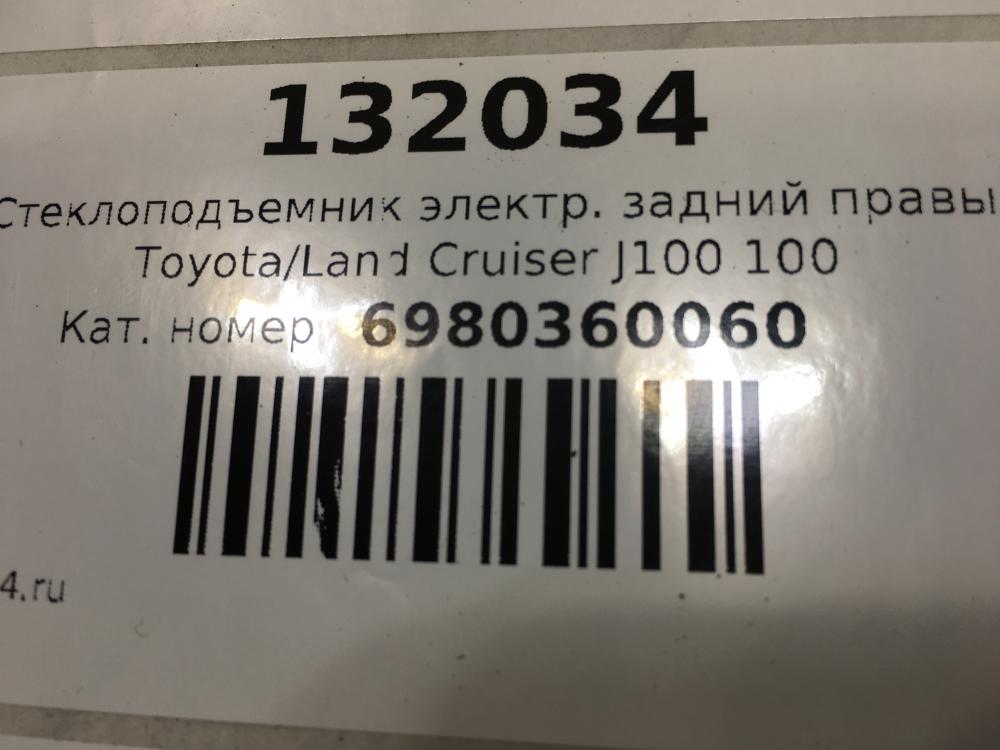 132034
Стеклоподъемник электр. задний правы
Toyota/Land Cruiser J100 100
Кат. номер 6980360060
4.ru